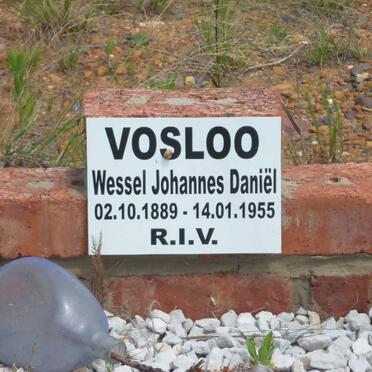 VOSLOO
Wessel Johannes Daniël
02.10.1889 - 14.01.1955
R.I.V.